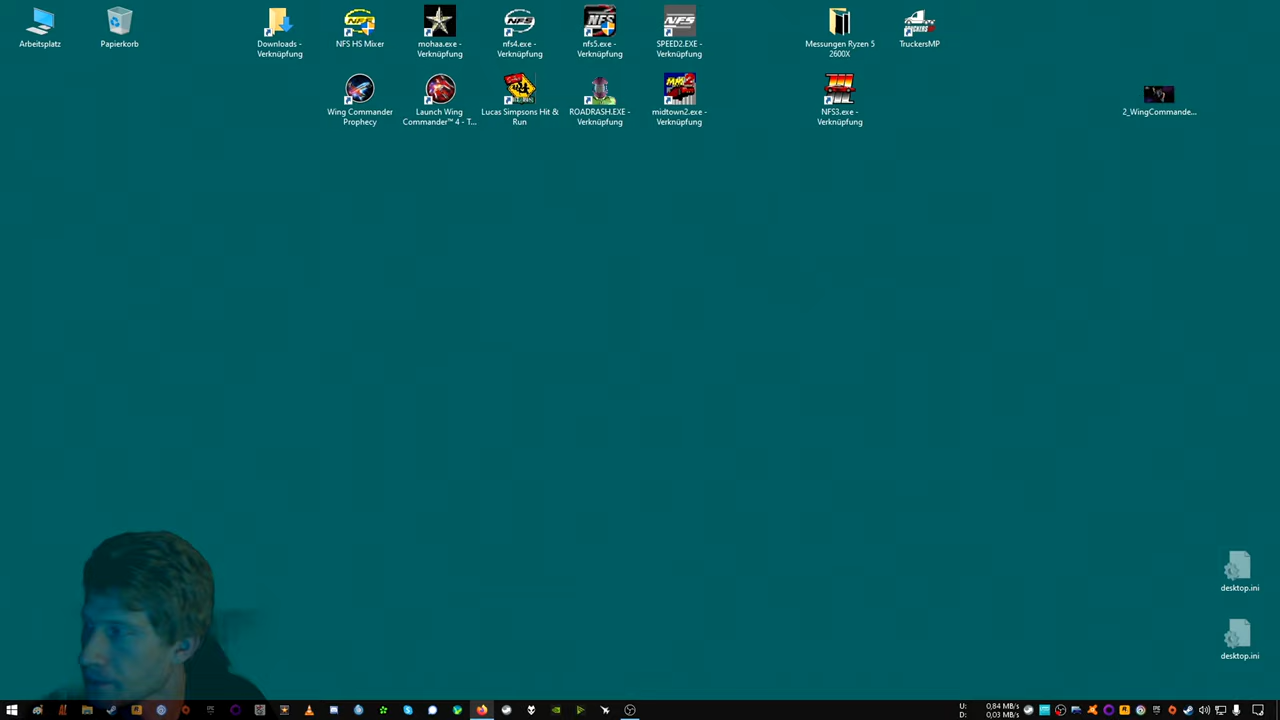 Arbeitsplatz
Papierkorb
Downloads -
Verknüpfung
NFS HS Mixer
mohaa.exe -
Verknüpfung
nfs4.exe -
Verknüpfung
nfs5.exe -
Verknüpfung
SPEED2.EXE -
Verknüpfung
Messungen Ryzen 5
2600X
TruckersMP
Wing Commander
Prophecy
Launch Wing
Commander™ 4 - T...
Lucas Simpsons Hit &
Run
ROADRASH.EXE -
Verknüpfung
midtown2.exe -
Verknüpfung
NFS3.exe -
Verknüpfung
2_WingCommande...
desktop.ini
desktop.ini
U: 0,84 MB/s
D: 0,03 MB/s